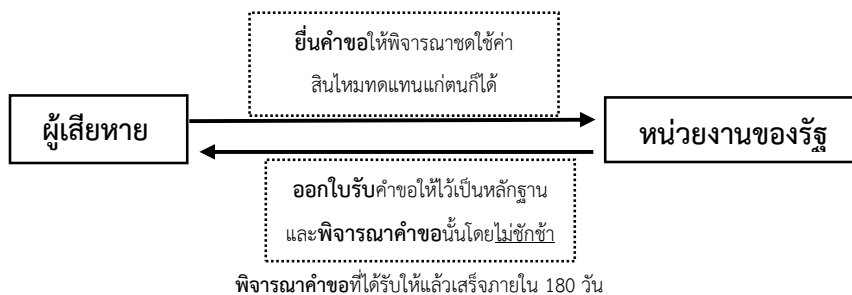 ยื่นคำขอให้พิจารณาชดใช้ค่า
สินไหมทดแทนแก่ตนก็ได้
ผู้เสียหาย
หน่วยงานของรัฐ
ออกใบรับคำขอให้ไว้เป็นหลักฐาน
และพิจารณาคำขอนั้นโดยไม่ชักช้า
พิจารณาคำขอที่ได้รับให้แล้วเสร็จภายใน 180 วัน